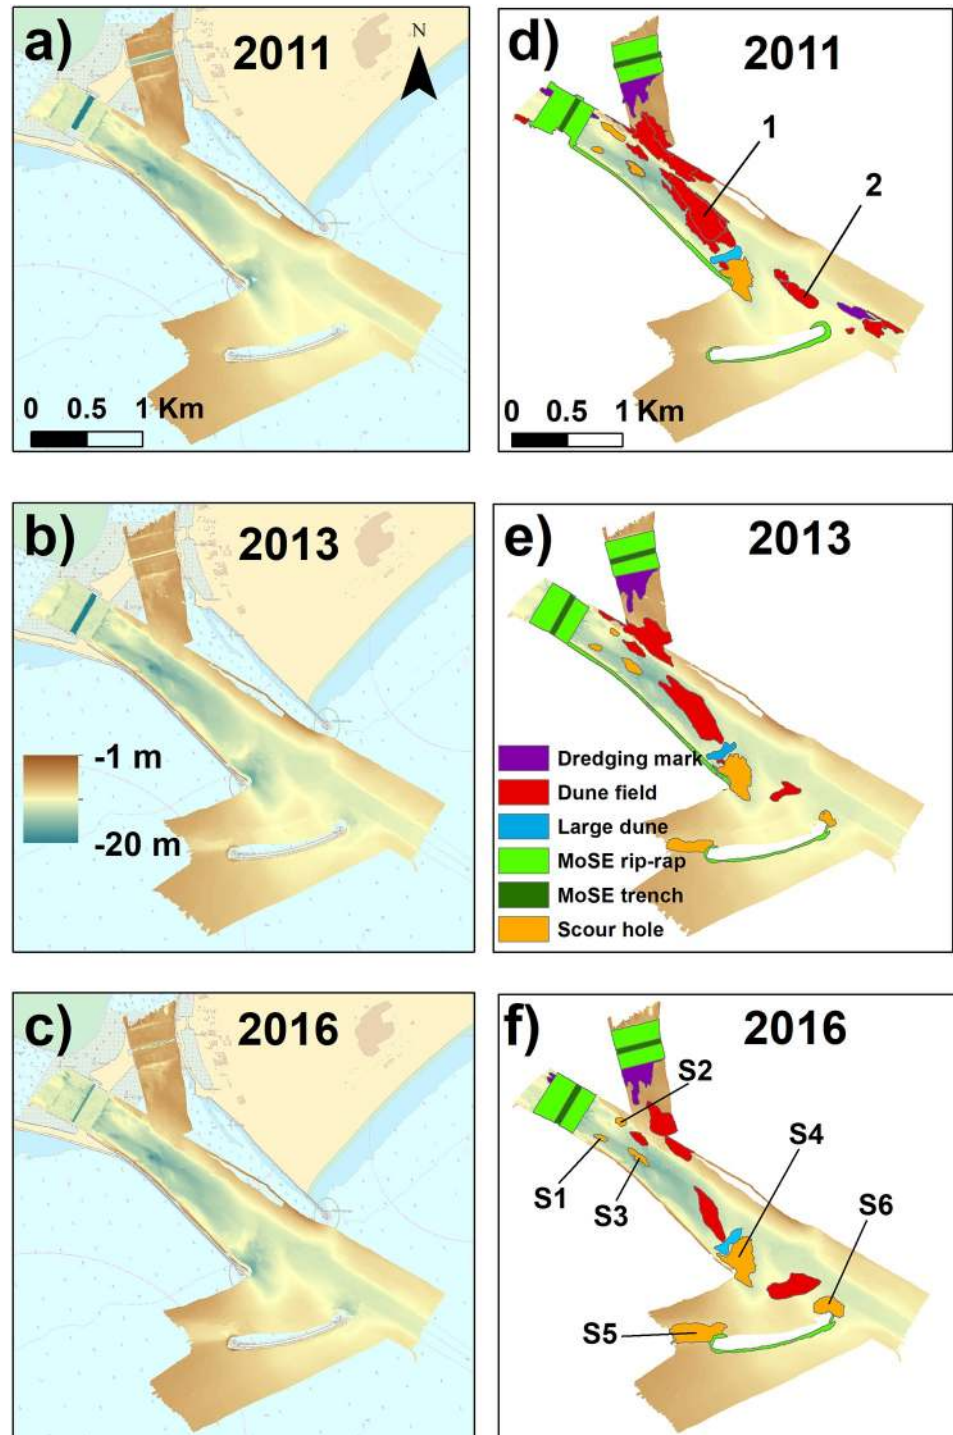 a)
2011
N
0 0.5 1 Km
d)
2011
1
2
0 0.5 1 Km
b)
2013
-1 m
-20 m
e)
2013
Dredging mark
Dune field
Large dune
MoSE rip-rap
MoSE trench
Scour hole
c)
2016
f)
2016
S2
S4
S1
S3
S6
S5